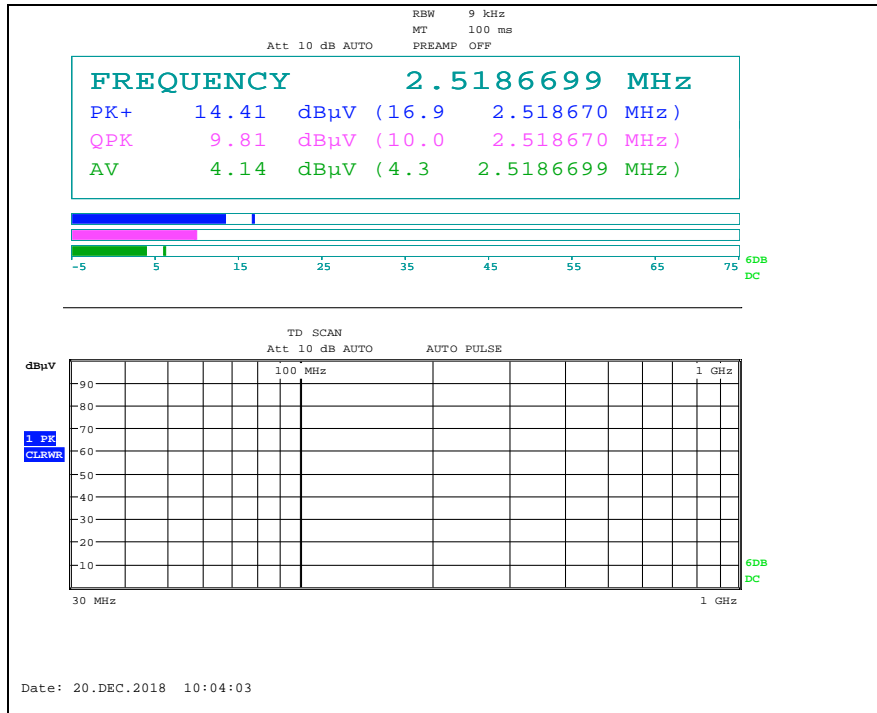 RBW 9 kHz
MT 100 ms
Att 10 dB AUTO PREAMP OFF
FREQUENCY 2.5186699 MHz
PK+ 14.41 dBµV (16.9 2.518670 MHz)
QPK 9.81 dBµV (10.0 2.518670 MHz)
AV 4.14 dBµV (4.3 2.5186699 MHz)
-5 5 15 25 35 45 55 65 75
6DB
DC
TD SCAN
Att 10 dB AUTO AUTO PULSE
dBµV
100 MHz 1 GHz
90
80
70
1 PK
CLRWR
60
50
40
30
20
10
6DB
DC
30 MHz 1 GHz
Date: 20.DEC.2018 10:04:03